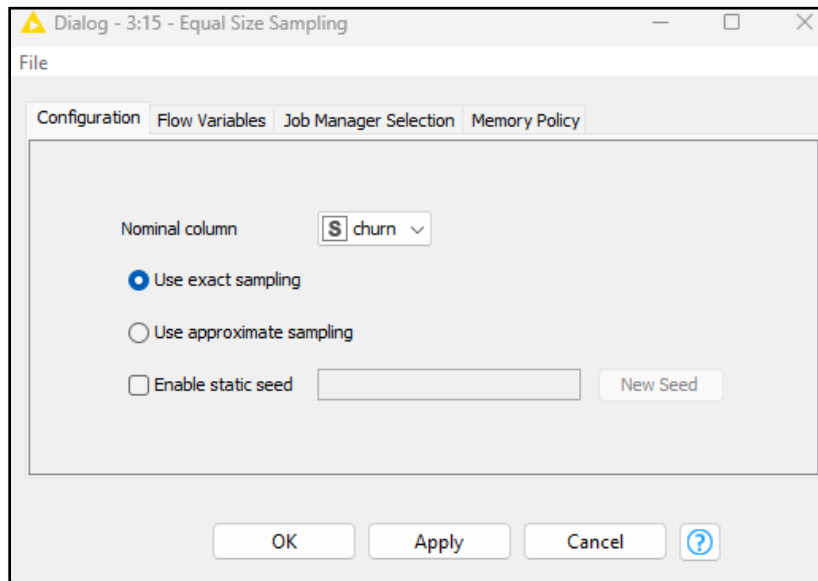 Dialog - 3:15 - Equal Size Sampling
File
Configuration Flow Variables Job Manager Selection Memory Policy
Nominal column S churn
Use exact sampling
Use approximate sampling
Enable static seed New Seed
OK Apply Cancel ?